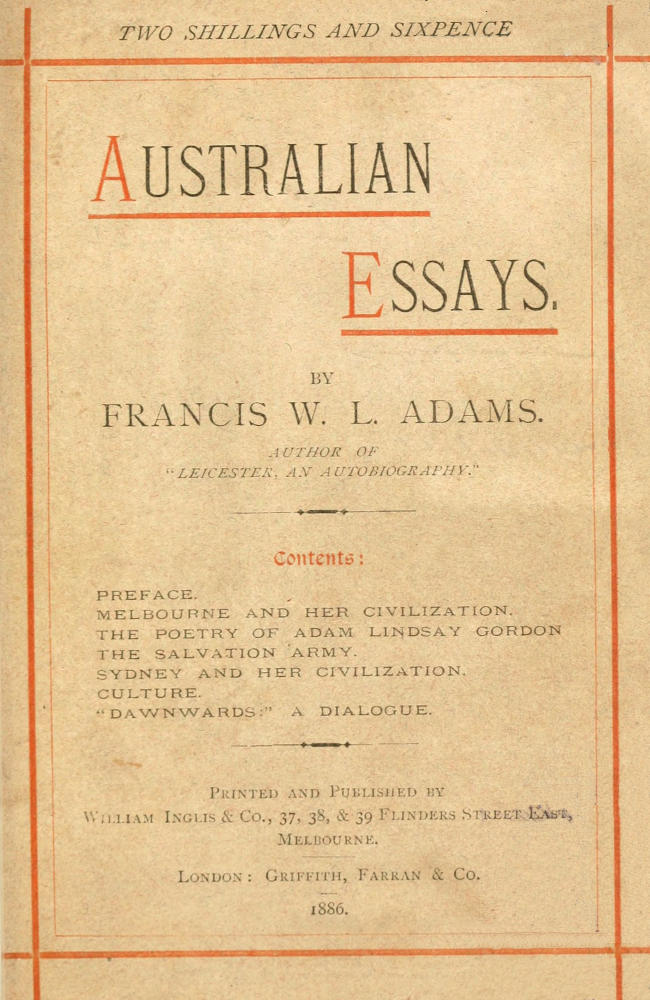 TWO SHILLINGS AND SIXPENCE
AUSTRALIAN
ESSAYS.
BY
FRANCIS W. L. ADAMS.
AUTHOR OF
"LEICESTER, AN AUTOBIOGRAPHY."
Contents:
PREFACE.
MELBOURNE AND HER CIVILIZATION.
THE POETRY OF ADAM LINDSAY GORDON
THE SALVATION ARMY.
SYDNEY AND HER CIVILIZATION.
CULTURE.
"DAWNWARDS:" A DIALOGUE.
PRINTED AND PUBLISHED BY
WILLIAM INGLIS & CO., 37, 38, & 39 FLINDERS STREET EAST,
MELBOURNE.
LONDON: GRIFFITH, FARRAN & CO.
1886.